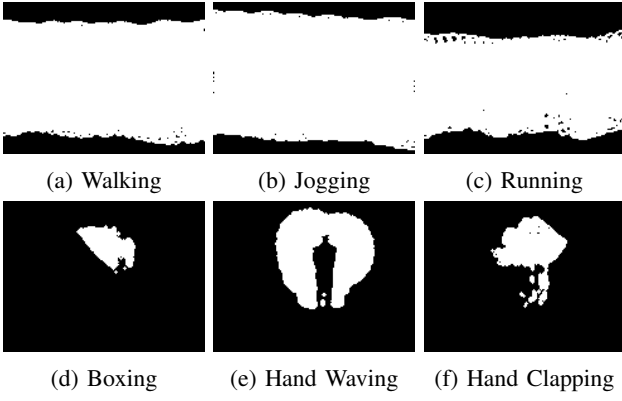 (a) Walking (b) Jogging (c) Running
(d) Boxing (e) Hand Waving (f) Hand Clapping